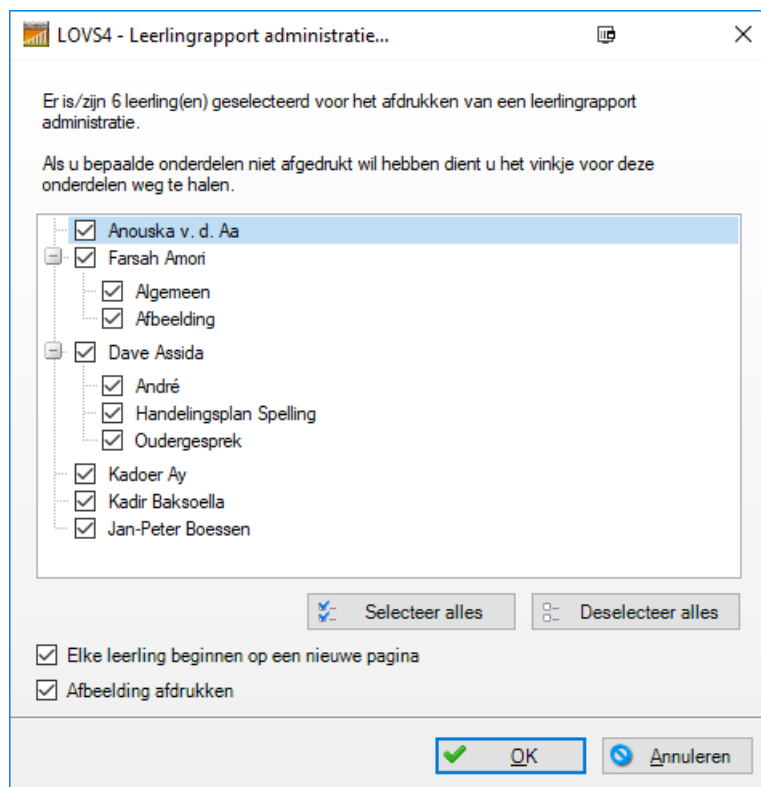 LOVS4 - Leerlingrapport administratie...
Er is/zijn 6 leerling(en) geselecteerd voor het afdrukken van een leerlingrapport
administratie.
Als u bepaalde onderdelen niet afgedrukt wil hebben dient u het vinkje voor deze
onderdelen weg te halen.
Anouska v. d. Aa
Farsah Amori
Algemeen
Afbeelding
Dave Assida
André
Handelingsplan Spelling
Oudergesprek
Kadoer Ay
Kadir Baksoella
Jan-Peter Boessen
Selecteer alles
Deselecteer alles
Elke leerling beginnen op een nieuwe pagina
Afbeelding afdrukken
OK
Annuleren